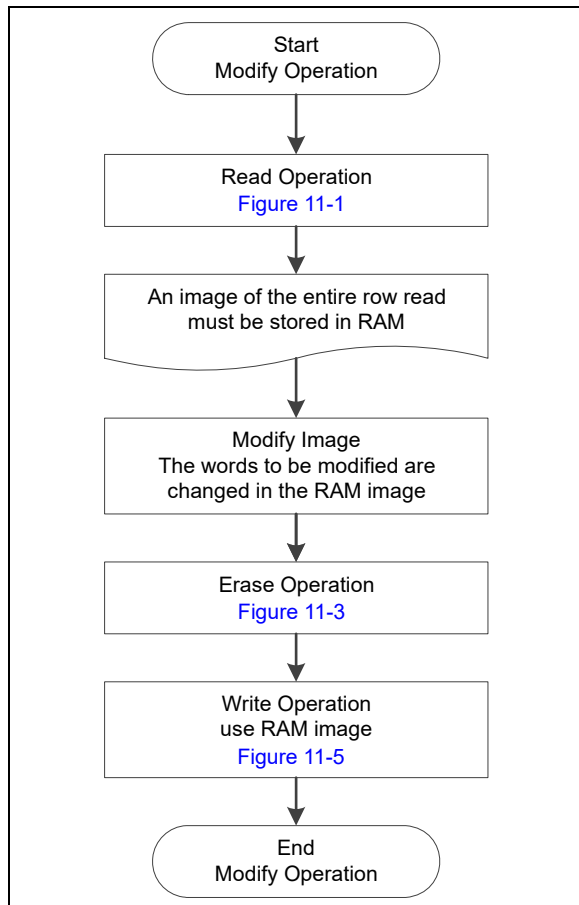 Start
Modify Operation
Read Operation
Figure 11-1
An image of the entire row read
must be stored in RAM
Modify Image
The words to be modified are
changed in the RAM image
Erase Operation
Figure 11-3
Write Operation
use RAM image
Figure 11-5
End
Modify Operation